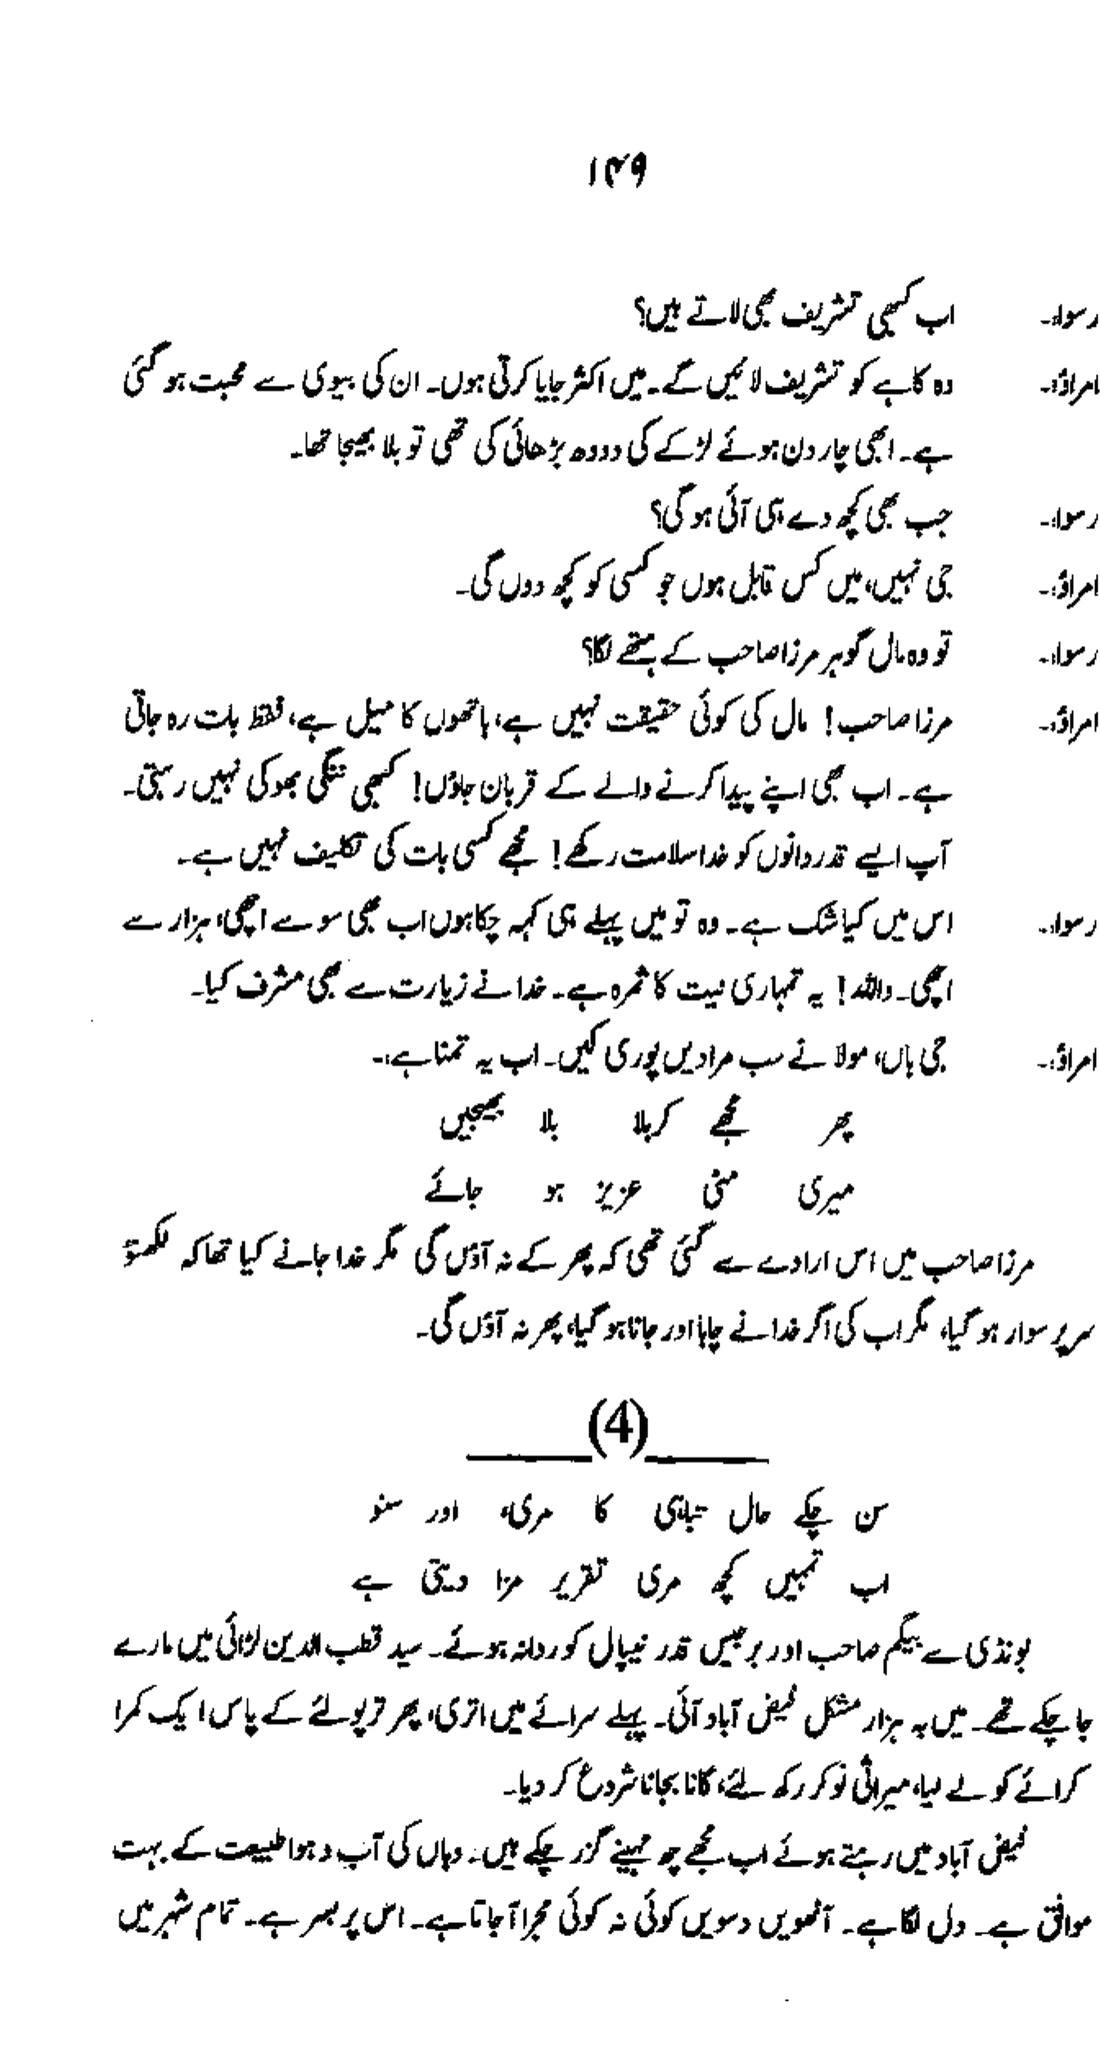 ۱۴۹
رسوا:۔ اب کبھی تشریف بھی لاتے ہیں؟
امراؤ:۔ وہ کاہے کو تشریف لائیں گے۔ میں اکثر جایا کرتی ہوں۔ ان کی بیوی سے محبت ہو گئی
ہے۔ ابھی چار دن ہوئے لڑکے کی دودھ بڑھائی کی تھی تو بلا بھیجا تھا۔
رسوا:۔ جب بھی کچھ دے ہی آئی ہو گی؟
امراؤ:۔ جی نہیں، میں کس قابل ہوں جو کسی کو کچھ دوں گی۔
رسوا:۔ تو وہ مال گوہر مرزا صاحب کے ہتھے لگا؟
امراؤ:۔ مرزا صاحب! مال کی کوئی حقیقت نہیں ہے، ہاتھوں کا میل ہے، فقط بات رہ جاتی
ہے۔ اب بھی اپنے پیدا کرنے والے کے قربان جاؤں! کبھی ننگی بھوکی نہیں رہتی۔
آپ ایسے قدردانوں کو خدا سلامت رکھے! مجھے کسی بات کی تکلیف نہیں ہے۔
رسوا:۔ اس میں کیا شک ہے۔ وہ تو میں پہلے ہی کہہ چکا ہوں اب بھی سو سے اچھی، ہزار سے
اچھی۔ واللہ! یہ تمہاری نیت کا ثمرہ ہے۔ خدا نے زیارت سے بھی مشرف کیا۔
امراؤ:۔ جی ہاں، مولا نے سب مرادیں پوری کیں۔ اب یہ تمنا ہے:۔
پھر مجھے کربلا بلا بھیجیں
میری مٹی عزیز ہو جائے
مرزا صاحب میں اس ارادے سے گئی تھی کہ پھر کے نہ آؤں گی مگر خدا جانے کیا تھا کہ لکھنؤ
سر پر سوار ہو گیا، مگر اب کی اگر خدا نے چاہا اور جانا ہو گیا، پھر نہ آؤں گی۔
(4)
سن چکے حال تباہی کا مری، اور سنو
اب تمہیں کچھ مری تقریر مزا دیتی ہے
بونڈی سے بیگم صاحب اور برجیس قدر نیپال کو روانہ ہوئے۔ سید قطب الدین لڑائی میں مارے
جا چکے تھے۔ میں بہ ہزار مشکل فیض آباد آئی۔ پہلے سرائے میں اتری، پھر ترپولئے کے پاس ایک کمرا
کرائے کو لے لیا، میراثی نوکر رکھ لئے، گانا بجانا شروع کر دیا۔
فیض آباد میں رہتے ہوئے اب مجھے چھ مہینے گزر چکے ہیں۔ وہاں کی آب و ہوا طبیعت کے بہت
موافق ہے۔ دل لگا ہے۔ آٹھویں دسویں کوئی نہ کوئی مجرا آ جاتا ہے۔ اس پر بسر ہے۔ تمام شہر میں